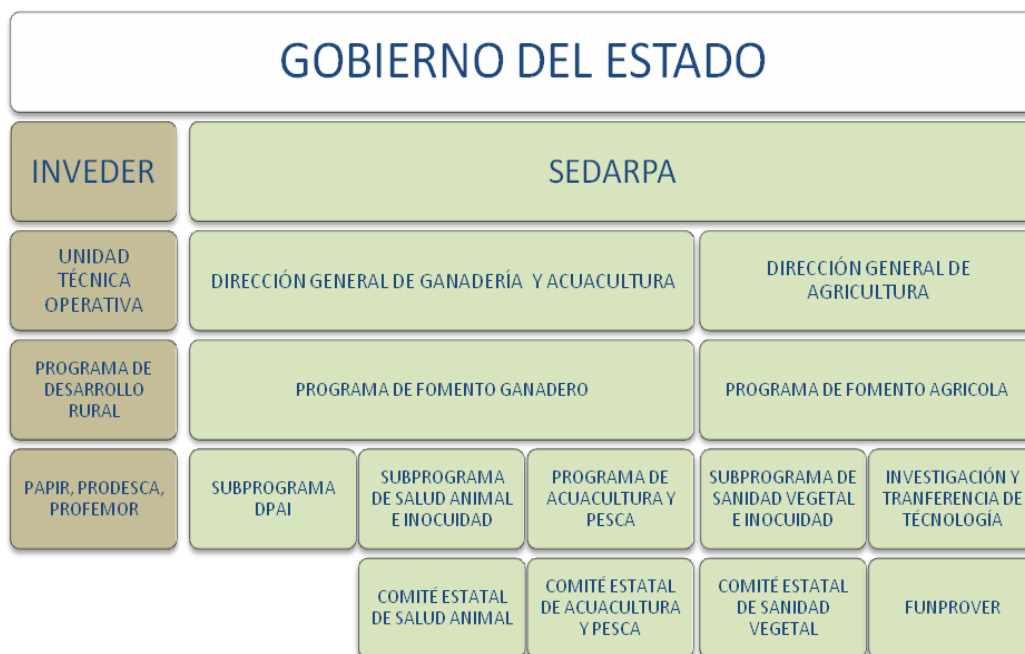 GOBIERNO DEL ESTADO
INVEDER
SEDARPA
UNIDAD
TÉCNICA
OPERATIVA
DIRECCIÓN GENERAL DE GANADERÍA Y ACUACULTURA
DIRECCIÓN GENERAL DE
AGRICULTURA
PROGRAMA DE
DESARROLLO
RURAL
PROGRAMA DE FOMENTO GANADERO
PROGRAMA DE FOMENTO AGRICOLA
PAPIR, PRODESCA,
PROFEMOR
SUBPROGRAMA
DPAI
SUBPROGRAMA
DE SALUD ANIMAL
E INOCUIDAD
PROGRAMA DE
ACUACULTURA Y
PESCA
SUBPROGRAMA DE
SANIDAD VEGETAL
E INOCUIDAD
INVESTIGACIÓN Y
TRANFERENCIA DE
TÉCNOLOGÍA
COMITÉ ESTATAL
DE SALUD ANIMAL
COMITÉ ESTATAL
DE ACUACULTURA
Y PESCA
COMITÉ ESTATAL
DE SANIDAD
VEGETAL
FUNPROVER